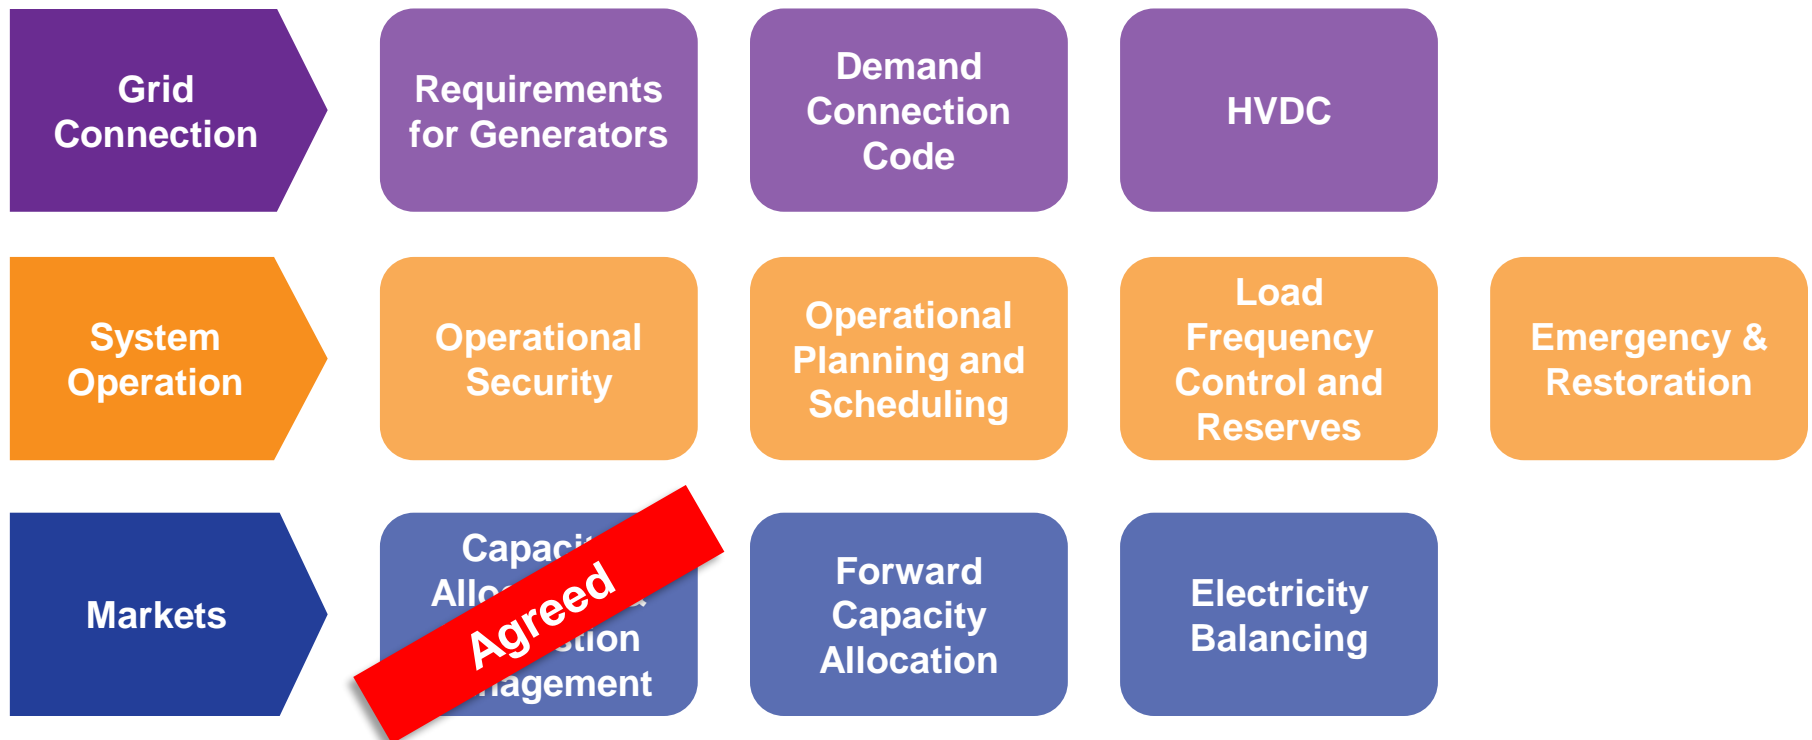 Grid
Connection
Requirements
for Generators
Demand
Connection
Code
HVDC
System
Operation
Operational
Security
Operational
Planning and
Scheduling
Load
Frequency
Control and
Reserves
Emergency &
Restoration
Markets
Agreed
Forward
Capacity
Allocation
Electricity
Balancing